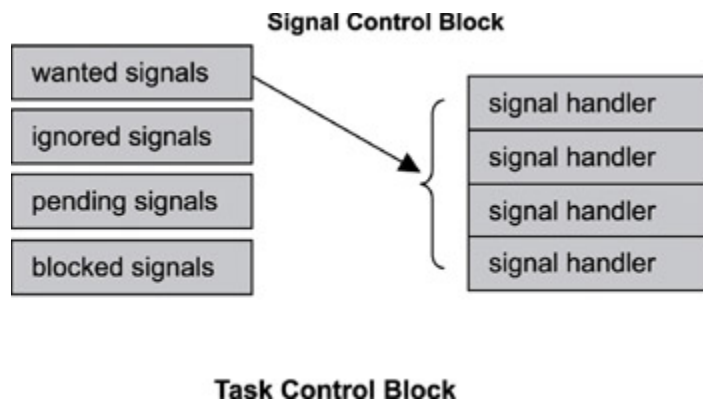 Signal Control Block
wanted signals
ignored signals
pending signals
blocked signals
signal handler
signal handler
signal handler
signal handler
Task Control Block